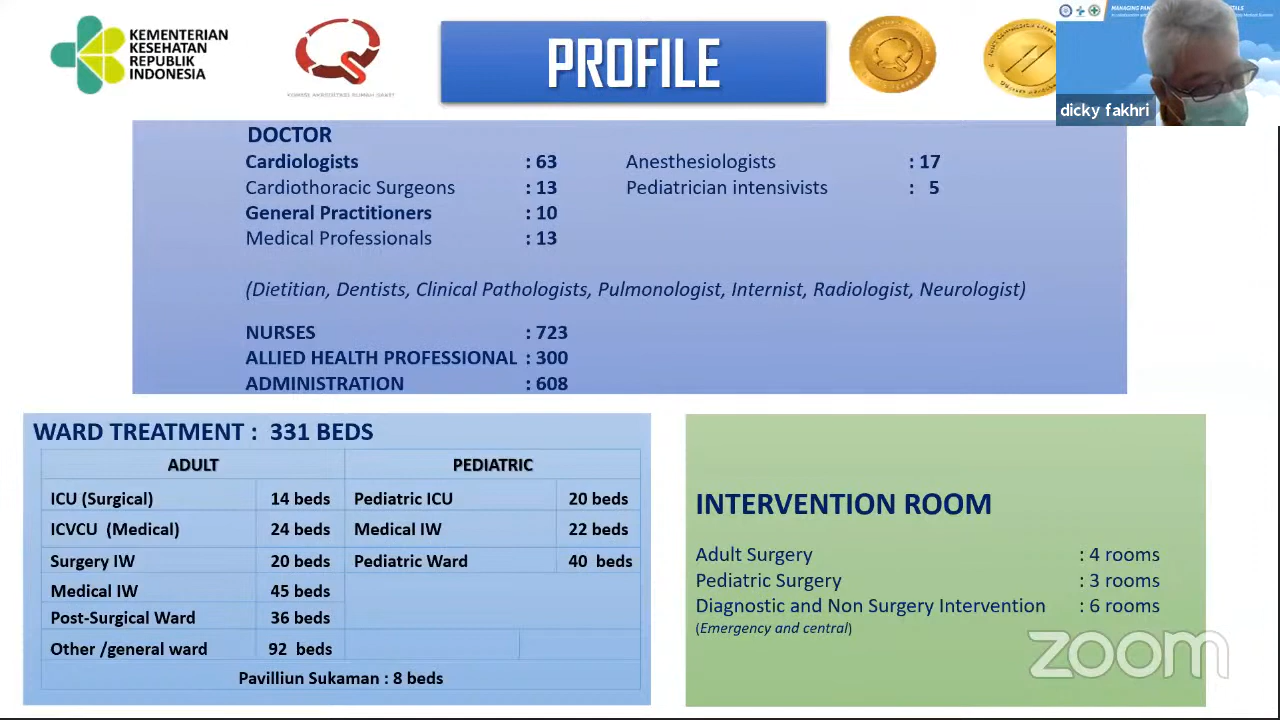 KEMENTERIAN
KESEHATAN
REPUBLIK
INDONESIA
PROFILE
dicky fakhri
DOCTOR
Cardiologists : 63 Anesthesiologists : 17
Cardiothoracic Surgeons : 13 Pediatrician intensivists : 5
General Practitioners : 10
Medical Professionals : 13
(Dietitian, Dentists, Clinical Pathologists, Pulmonologist, Internist, Radiologist, Neurologist)
NURSES : 723
ALLIED HEALTH PROFESSIONAL : 300
ADMINISTRATION : 608
WARD TREATMENT : 331 BEDS
ADULT PEDIATRIC
ICU (Surgical) 14 beds Pediatric ICU 20 beds
ICVCU (Medical) 24 beds Medical IW 22 beds
Surgery IW 20 beds Pediatric Ward 40 beds
Medical IW 45 beds
Post-Surgical Ward 36 beds
Other /general ward 92 beds
Pavilliun Sukaman : 8 beds
INTERVENTION ROOM
Adult Surgery : 4 rooms
Pediatric Surgery : 3 rooms
Diagnostic and Non Surgery Intervention : 6 rooms
(Emergency and central)
zoom